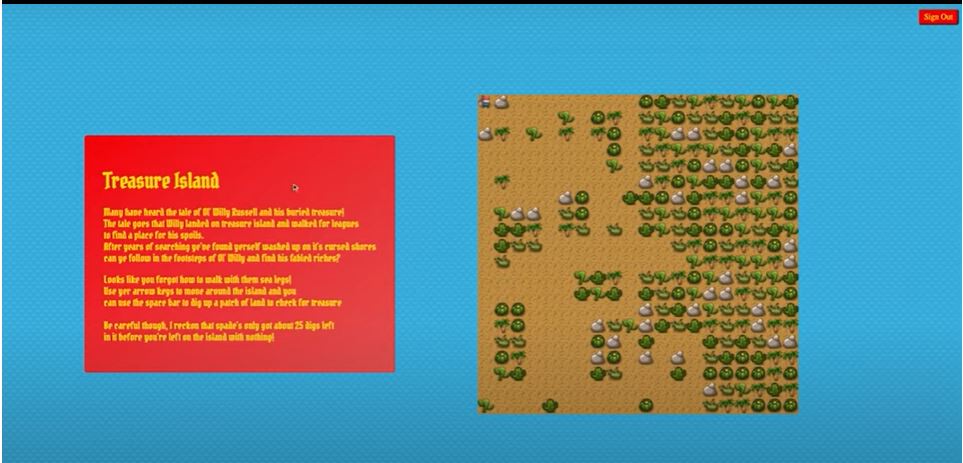 Sign Out
Treasure Island
Many have heard the tale of Ol' Willy Russell and his buried treasure!
The tale goes that Willy landed on treasure island and walked for leagues
to find a place for his spoils.
After years of searching ye've found yerself washed up on it's cursed shores
can ye follow in the footsteps of Ol' Willy and find his fabled riches?
Looks like you forgot how to walk with them sea legs!
Use yer arrow keys to move around the island and you
can use the space bar to dig up a patch of land to check for treasure
Be careful though, I reckon that spade's only got about 25 digs left
in it before you're left on the island with nothing!